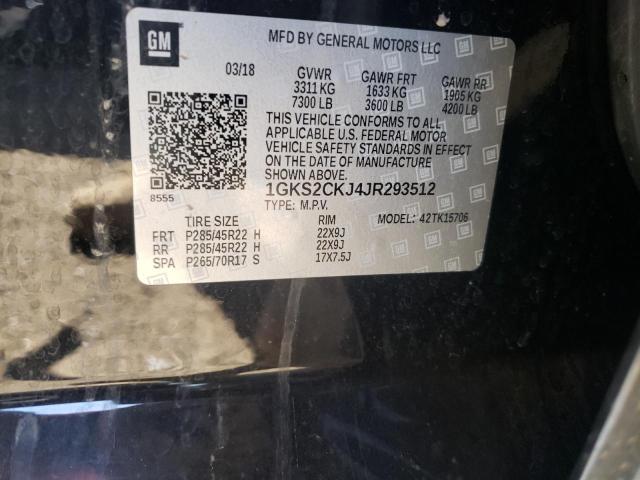 GM
MFD BY GENERAL MOTORS LLC
03/18 GVWR GAWR FRT GAWR RR
3311 KG 1633 KG 1905 KG
7300 LB 3600 LB 4200 LB
THIS VEHICLE CONFORMS TO ALL
APPLICABLE U.S. FEDERAL MOTOR
VEHICLE SAFETY STANDARDS IN EFFECT
ON THE DATE OF MANUFACTURE
SHOWN ABOVE.
8555
1GKS2CKJ4JR293512
TYPE: M.P.V. MODEL: 42TK15706
TIRE SIZE RIM
FRT P285/45R22 H 22X9J
RR P285/45R22 H 22X9J
SPA P265/70R17 S 17X7.5J